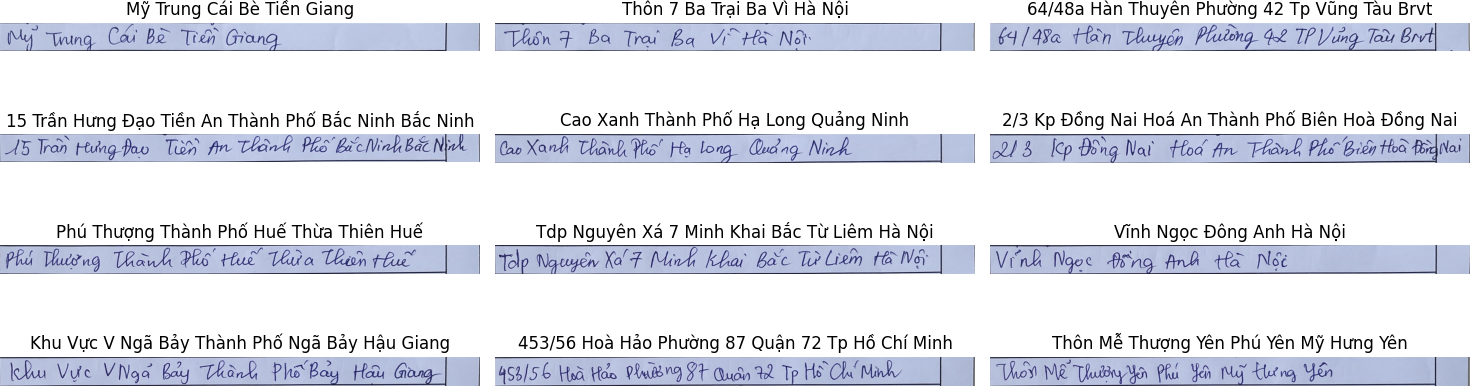 Mỹ Trung Cái Bè Tiền Giang
Mỹ Trung Cái Bè Tiền Giang
Thôn 7 Ba Trại Ba Vì Hà Nội
Thôn 7 Ba Trại Ba Vì Hà Nội
64/48a Hàn Thuyên Phường 42 Tp Vũng Tàu Brvt
64/48a Hàn Thuyên Phường 42 TP Vũng Tàu Brvt
15 Trần Hưng Đạo Tiền An Thành Phố Bắc Ninh Bắc Ninh
15 Trần Hưng Đạo Tiền An Thành Phố Bắc Ninh Bắc Ninh
Cao Xanh Thành Phố Hạ Long Quảng Ninh
Cao Xanh Thành Phố Hạ Long Quảng Ninh
2/3 Kp Đồng Nai Hoá An Thành Phố Biên Hoà Đồng Nai
2/3 Kp Đồng Nai Hoá An Thành Phố Biên Hoà Đồng Nai
Phú Thượng Thành Phố Huế Thừa Thiên Huế
Phú Thượng Thành Phố Huế Thừa Thiên Huế
Tdp Nguyên Xá 7 Minh Khai Bắc Từ Liêm Hà Nội
Tdp Nguyên Xá 7 Minh Khai Bắc Từ Liêm Hà Nội
Vĩnh Ngọc Đông Anh Hà Nội
Vĩnh Ngọc Đông Anh Hà Nội
Khu Vực V Ngã Bảy Thành Phố Ngã Bảy Hậu Giang
Khu Vực V Ngã Bảy Thành Phố Bảy Hậu Giang
453/56 Hoà Hảo Phường 87 Quận 72 Tp Hồ Chí Minh
453/56 Hoà Hảo Phường 87 Quận 72 Tp Hồ Chí Minh
Thôn Mễ Thượng Yên Phú Yên Mỹ Hưng Yên
Thôn Mễ Thượng Yên Phú Yên Mỹ Hưng Yên